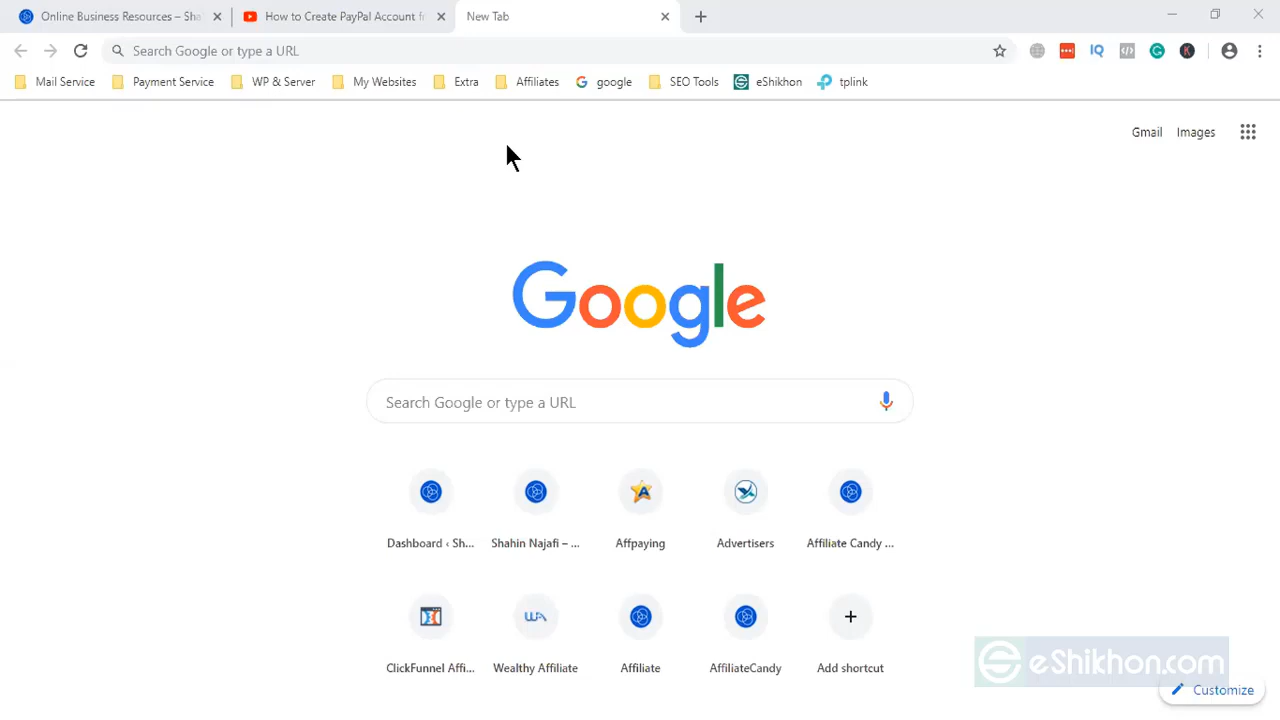 Online Business Resources – Sha
How to Create PayPal Account fr
New Tab
Search Google or type a URL
IQ
G
K
Mail Service
Payment Service
WP & Server
My Websites
Extra
Affiliates
G google
SEO Tools
eShikhon
tplink
Gmail
Images
Google
Search Google or type a URL
A
Dashboard ‹ Sh...
Shahin Najafi – ...
Affpaying
Advertisers
Affiliate Candy ...
WA
ClickFunnel Affi...
Wealthy Affiliate
Affiliate
AffiliateCandy
Add shortcut
eShikhon.com
Customize